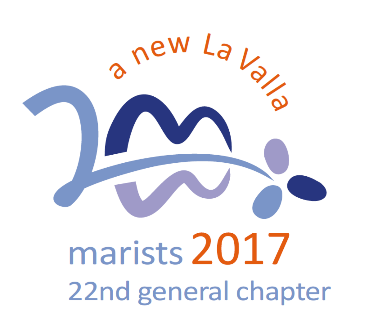 a new La Valla
marists 2017
22nd general chapter